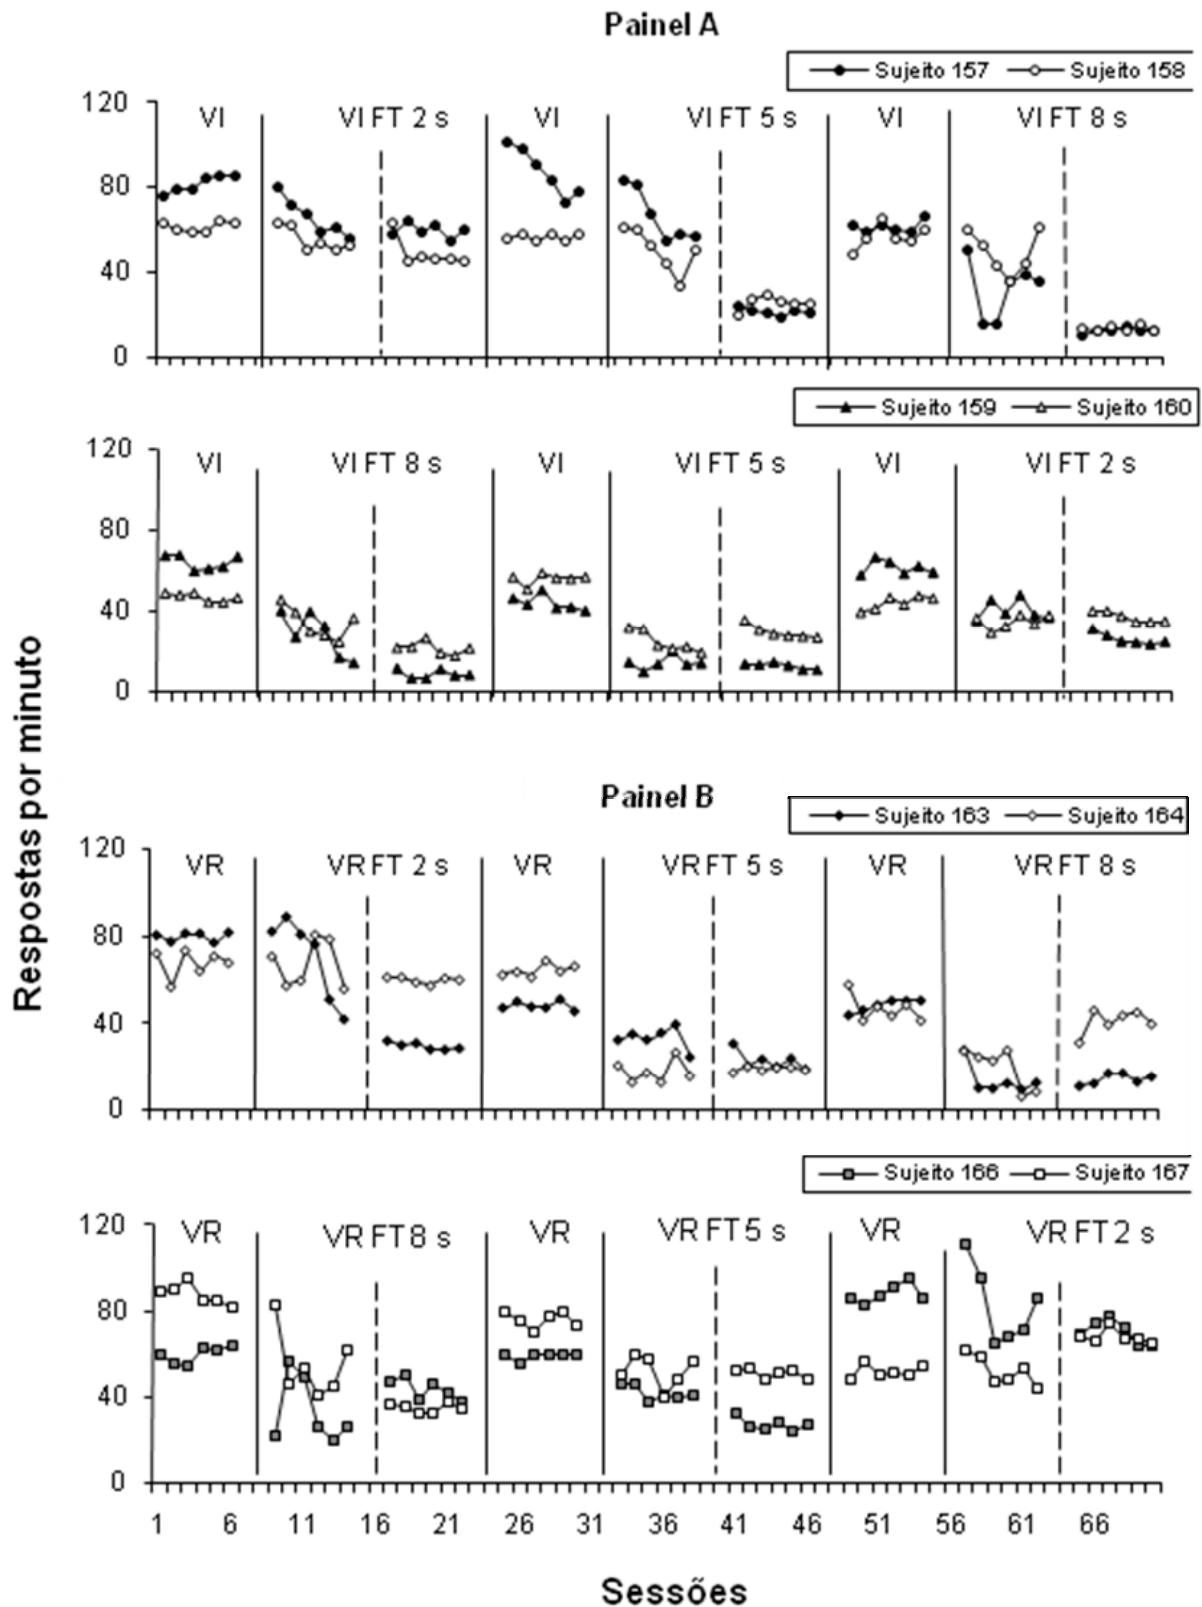 Painel A
Sujeito 157 Sujeito 158
120 VI VI FT 2 s VI VI FT 5 s VI VI FT 8 s
80
40
0
Sujeito 159 Sujeito 160
120 VI VI FT 8 s VI VI FT 5 s VI VI FT 2 s
80
40
0
Respostas por minuto
Painel B
Sujeito 163 Sujeito 164
120 VR VR FT 2 s VR VR FT 5 s VR VR FT 8 s
80
40
0
Sujeito 166 Sujeito 167
120 VR VR FT 8 s VR VR FT 5 s VR VR FT 2 s
80
40
0
1 6 11 16 21 26 31 36 41 46 51 56 61 66
Sessões